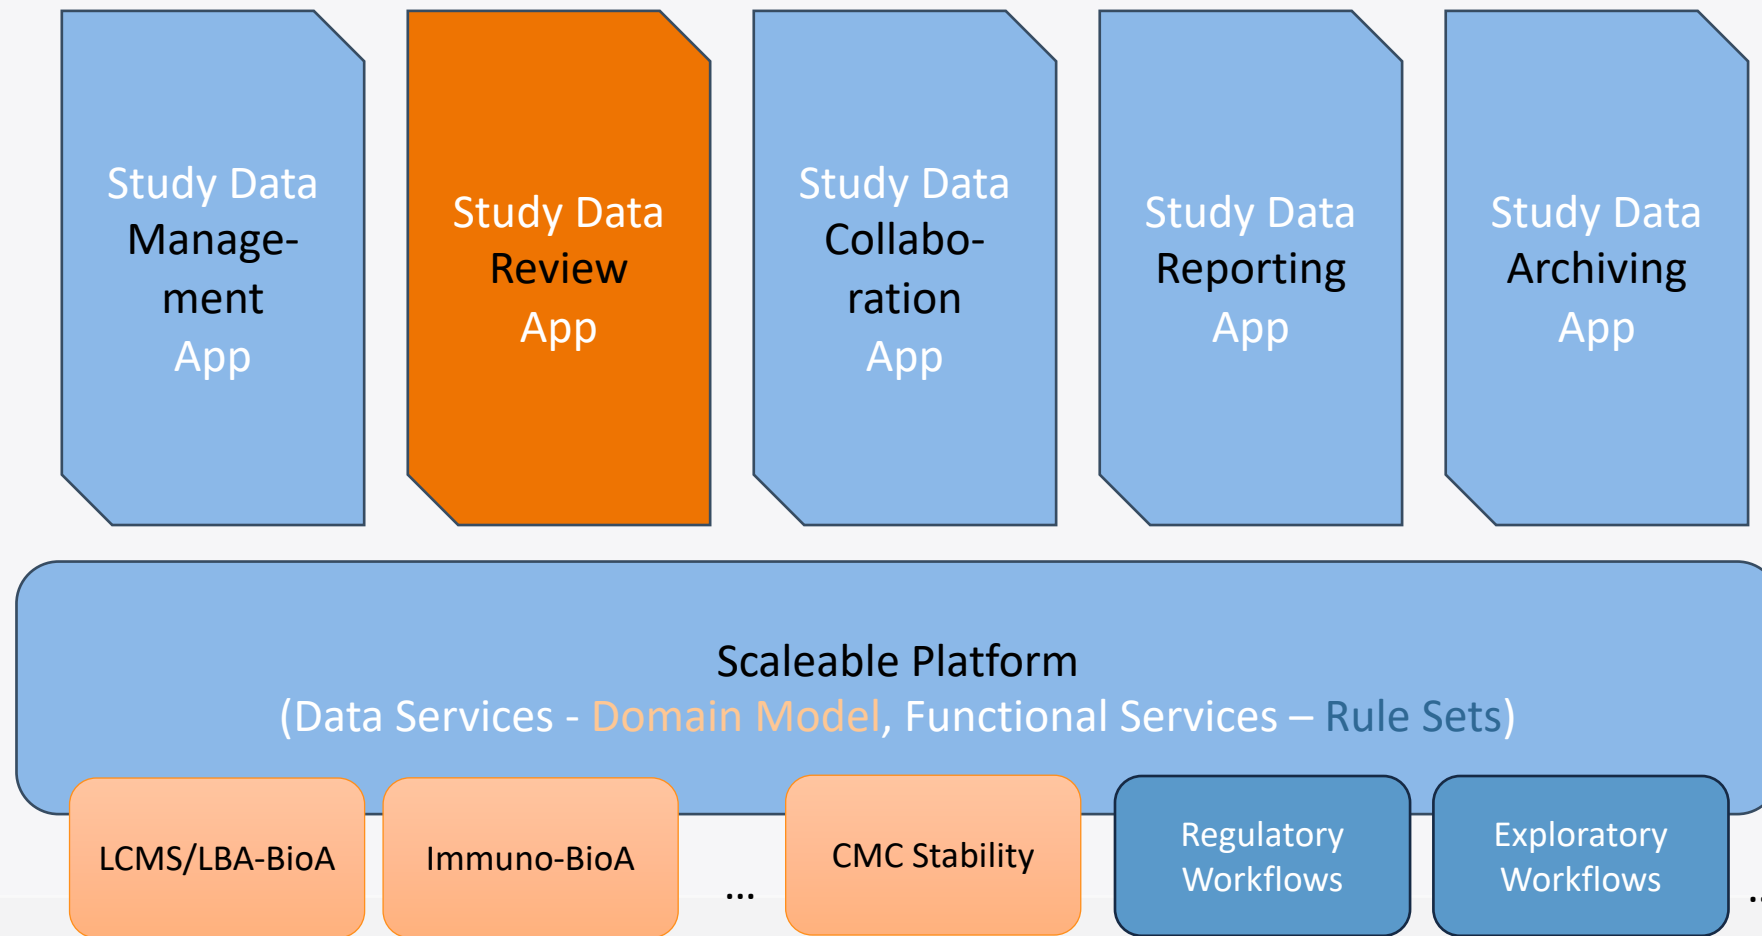 Study Data
Manage-
ment
App
Study Data
Review
App
Study Data
Collabo-
ration
App
Study Data
Reporting
App
Study Data
Archiving
App
Scaleable Platform
(Data Services - Domain Model, Functional Services – Rule Sets)
LCMS/LBA-BioA
Immuno-BioA
...
CMC Stability
Regulatory
Workflows
Exploratory
Workflows
..